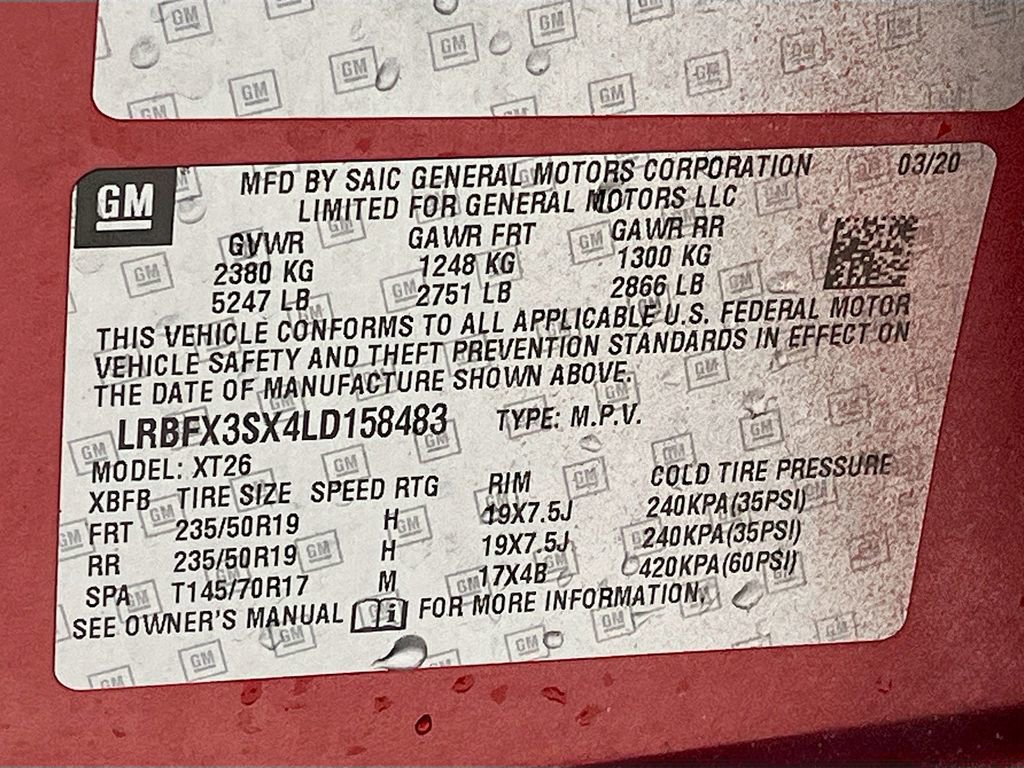 GM
MFD BY SAIC GENERAL MOTORS CORPORATION 03/20
LIMITED FOR GENERAL MOTORS LLC
GVWR GAWR FRT GAWR RR
2380 KG 1248 KG 1300 KG
5247 LB 2751 LB 2866 LB
THIS VEHICLE CONFORMS TO ALL APPLICABLE U.S. FEDERAL MOTOR
VEHICLE SAFETY AND THEFT PREVENTION STANDARDS IN EFFECT ON
THE DATE OF MANUFACTURE SHOWN ABOVE.
LRBFX3SX4LD158483 TYPE: M.P.V.
MODEL: XT26
XBFB TIRE SIZE SPEED RTG RIM COLD TIRE PRESSURE
FRT 235/50R19 H 19X7.5J 240KPA(35PSI)
RR 235/50R19 H 19X7.5J 240KPA(35PSI)
SPA T145/70R17 M 17X4B 420KPA(60PSI)
SEE OWNER'S MANUAL i FOR MORE INFORMATION.